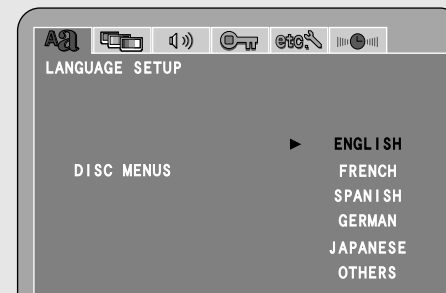 Aa etc.
LANGUAGE SETUP
ENGLISH
DISC MENUS FRENCH
SPANISH
GERMAN
JAPANESE
OTHERS